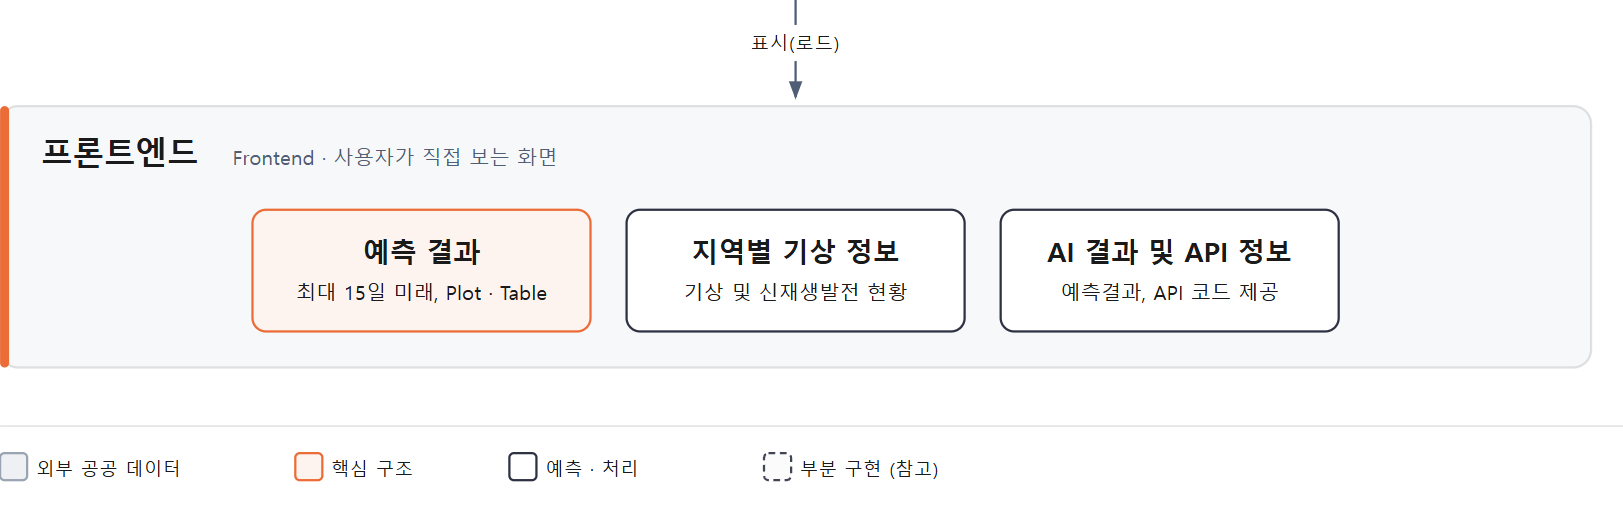 표시(로드)
프론트엔드 Frontend · 사용자가 직접 보는 화면
예측 결과
최대 15일 미래, Plot · Table
지역별 기상 정보
기상 및 신재생발전 현황
AI 결과 및 API 정보
예측결과, API 코드 제공
외부 공공 데이터
핵심 구조
예측 · 처리
부분 구현 (참고)